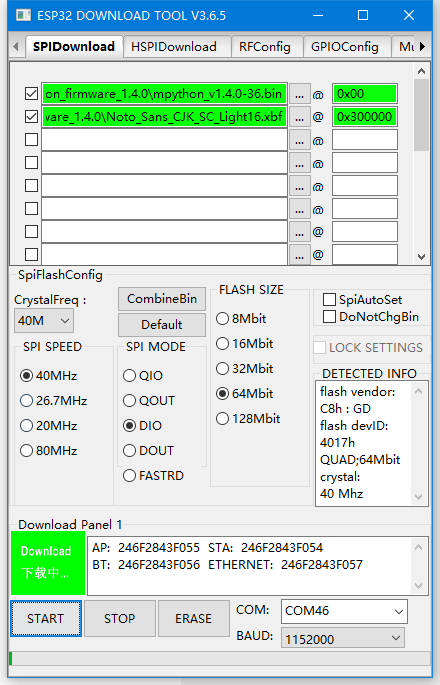 ESP32 DOWNLOAD TOOL V3.6.5
SPIDownload HSPIDownload RFConfig GPIOConfig Mu
on_firmware_1.4.0\mpython_v1.4.0-36.bin ... @ 0x00
vare_1.4.0\Noto_Sans_CJK_SC_Light16.xbf ... @ 0x300000
... @
... @
... @
... @
... @
... @
SpiFlashConfig
CrystalFreq :
40M
CombineBin
Default
SPI SPEED
40MHz
26.7MHz
20MHz
80MHz
SPI MODE
QIO
QOUT
DIO
DOUT
FASTRD
FLASH SIZE
8Mbit
16Mbit
32Mbit
64Mbit
128Mbit
SpiAutoSet
DoNotChgBin
LOCK SETTINGS
DETECTED INFO
flash vendor:
C8h : GD
flash devID:
4017h
QUAD;64Mbit
crystal:
40 Mhz
Download Panel 1
Download
下载中...
AP: 246F2843F055 STA: 246F2843F054
BT: 246F2843F056 ETHERNET: 246F2843F057
START
STOP
ERASE
COM: COM46
BAUD: 1152000